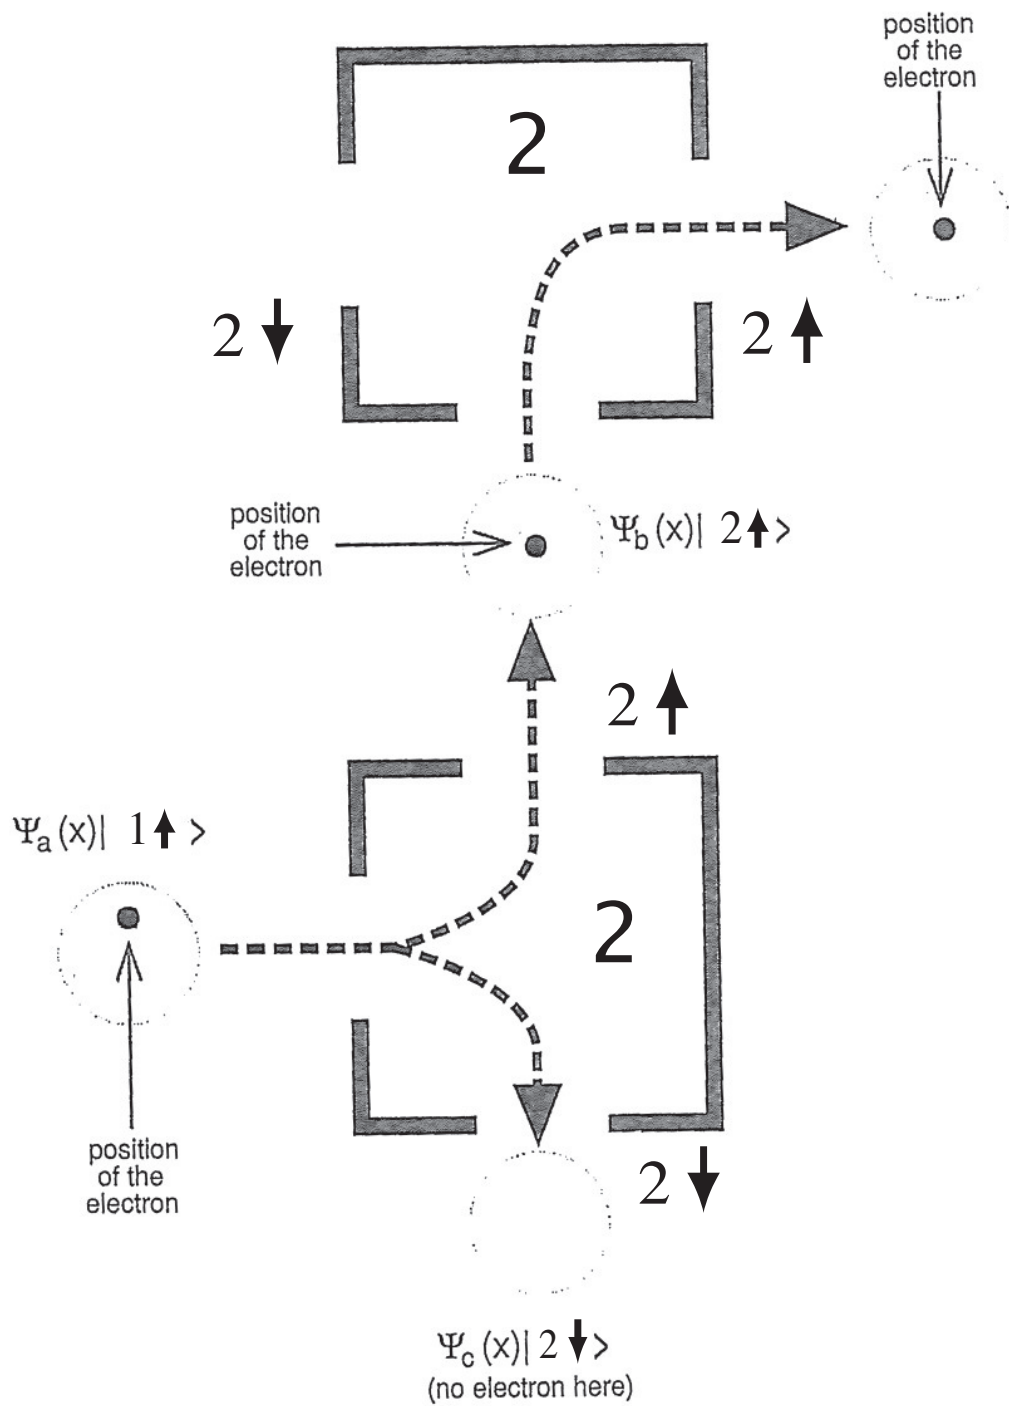 position
of the
electron
2
2 ↓
2 ↑
position
of the
electron
Ψb (x)| 2↑ >
2 ↑
Ψa (x)| 1↑ >
2
position
of the
electron
2 ↓
Ψc (x)| 2 ↓ >
(no electron here)